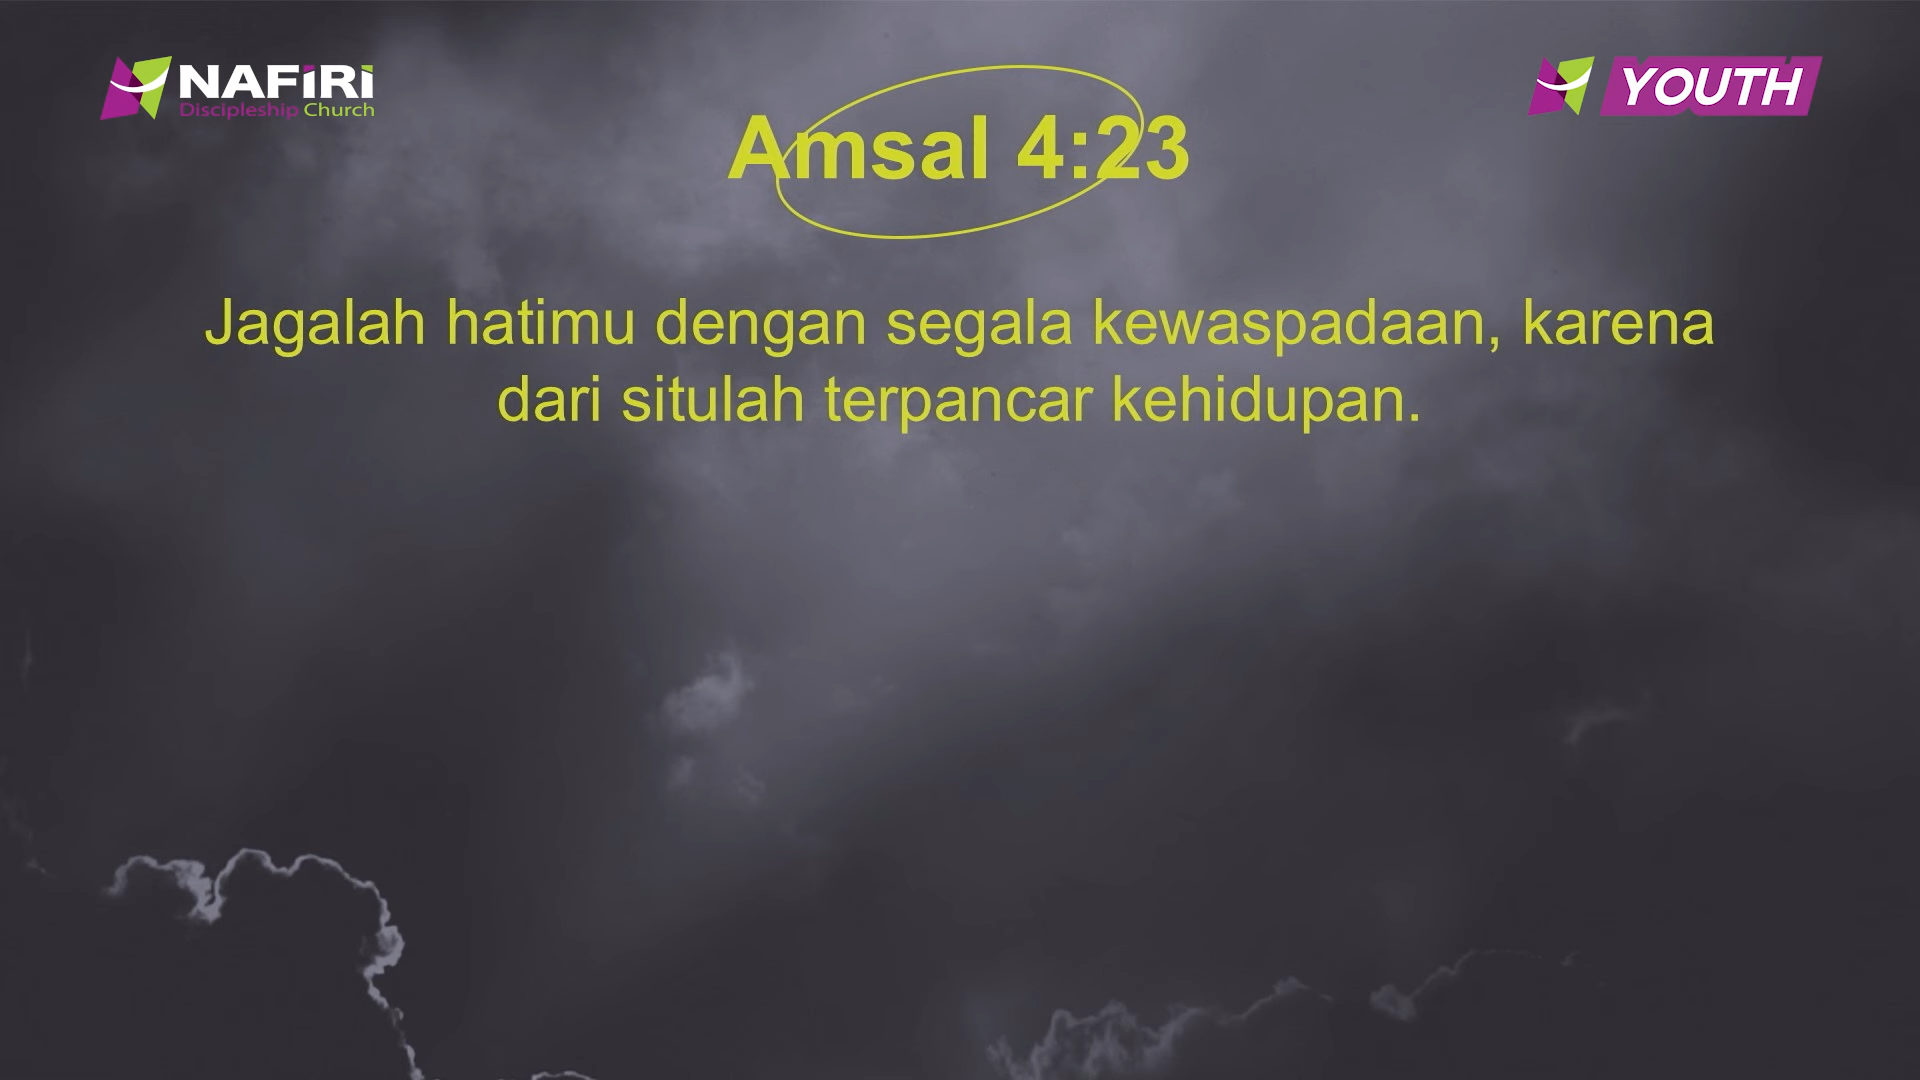 NAFIRI
Discipleship Church
YOUTH
Amsal 4:23
Jagalah hatimu dengan segala kewaspadaan, karena
dari situlah terpancar kehidupan.